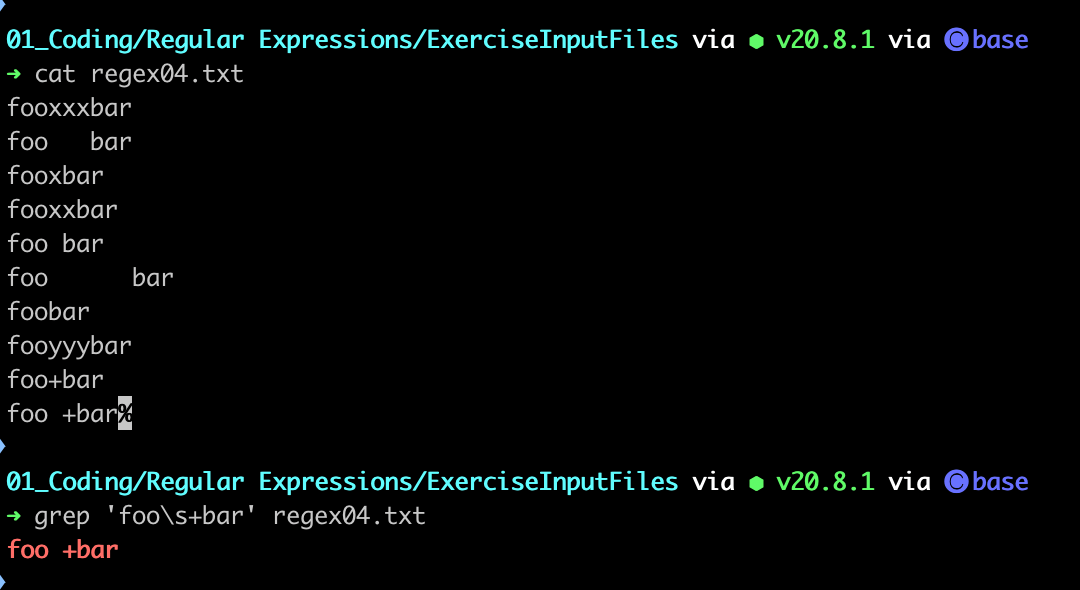 01_Coding/Regular Expressions/ExerciseInputFiles via ⬢ v20.8.1 via 🅒 base
➜ cat regex04.txt
fooxxxbar
foo   bar
fooxbar
fooxxbar
foo bar
foo      bar
foobar
fooyyybar
foo+bar
foo +bar%
01_Coding/Regular Expressions/ExerciseInputFiles via ⬢ v20.8.1 via 🅒 base
➜ grep 'foo\s+bar' regex04.txt
foo +bar